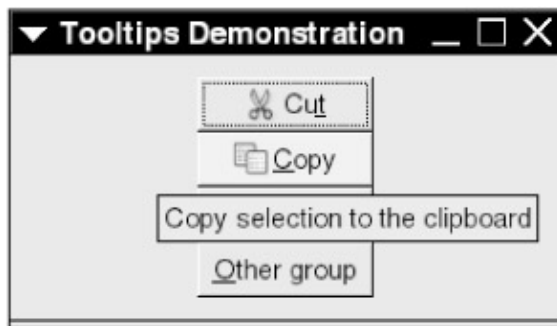 Tooltips Demonstration
Cut
Copy
Copy selection to the clipboard
Other group